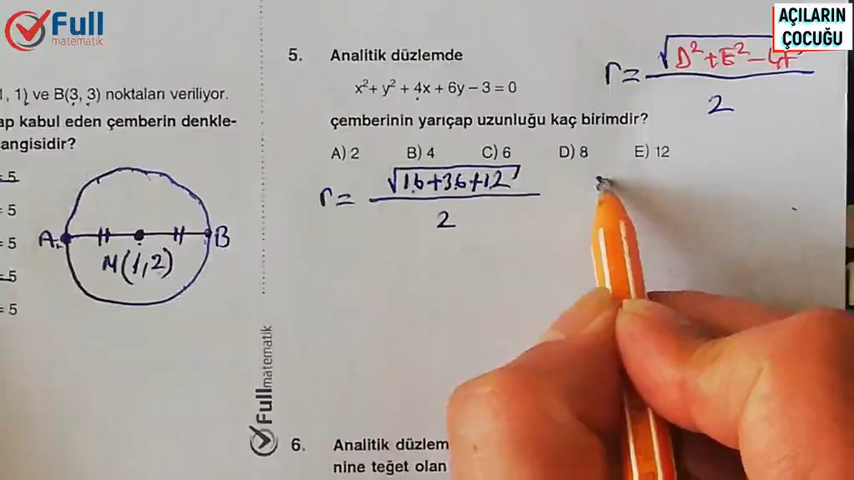 Full
matematik
1, 1) ve B(3, 3) noktaları veriliyor.
ap kabul eden çemberin denkle-
angisidir?
= 5
= 5
= 5
= 5
= 5
A
B
M(1,2)
Full matematik
5. Analitik düzlemde
x²+ y² + 4x + 6y – 3 = 0
çemberinin yarıçap uzunluğu kaç birimdir?
A) 2 B) 4 C) 6 D) 8 E) 12
r = √16+36+12
2
r = √D²+E²-4F
2
6. Analitik düzlem
nine teğet olan
AÇILARIN
ÇOCUĞU